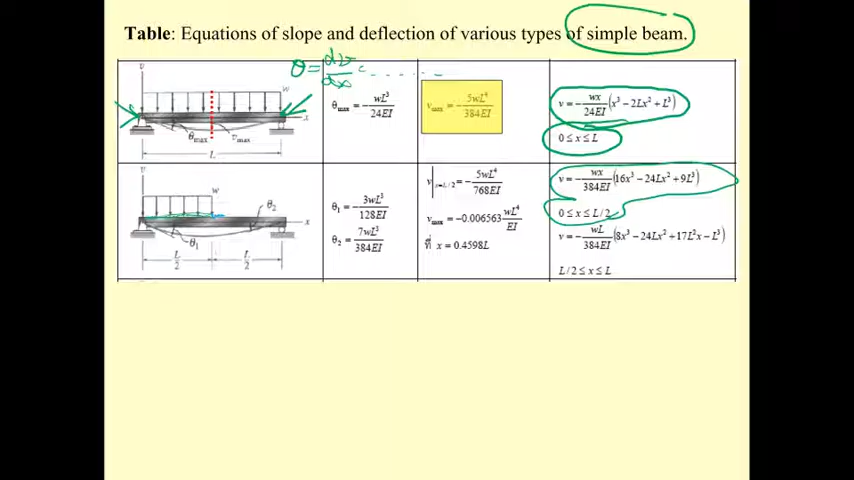 Table: Equations of slope and deflection of various types of simple beam.
θ = dv/dx = ......
v
w
x
θmax
vmax
L
θmax = -wL³/24EI
vmax = -5wL⁴/384EI
v = -wx/24EI (x³ - 2Lx² + L³)
0 ≤ x ≤ L
v
w
θ2
x
θ1
L/2
L/2
θ1 = -3wL³/128EI
θ2 = 7wL³/384EI
v|x=L/2 = -5wL⁴/768EI
vmax = -0.006563 wL⁴/EI
ที่ x = 0.4598L
v = -wx/384EI (16x³ - 24Lx² + 9L³)
0 ≤ x ≤ L/2
v = -wL/384EI (8x³ - 24Lx² + 17L²x - L³)
L/2 ≤ x ≤ L